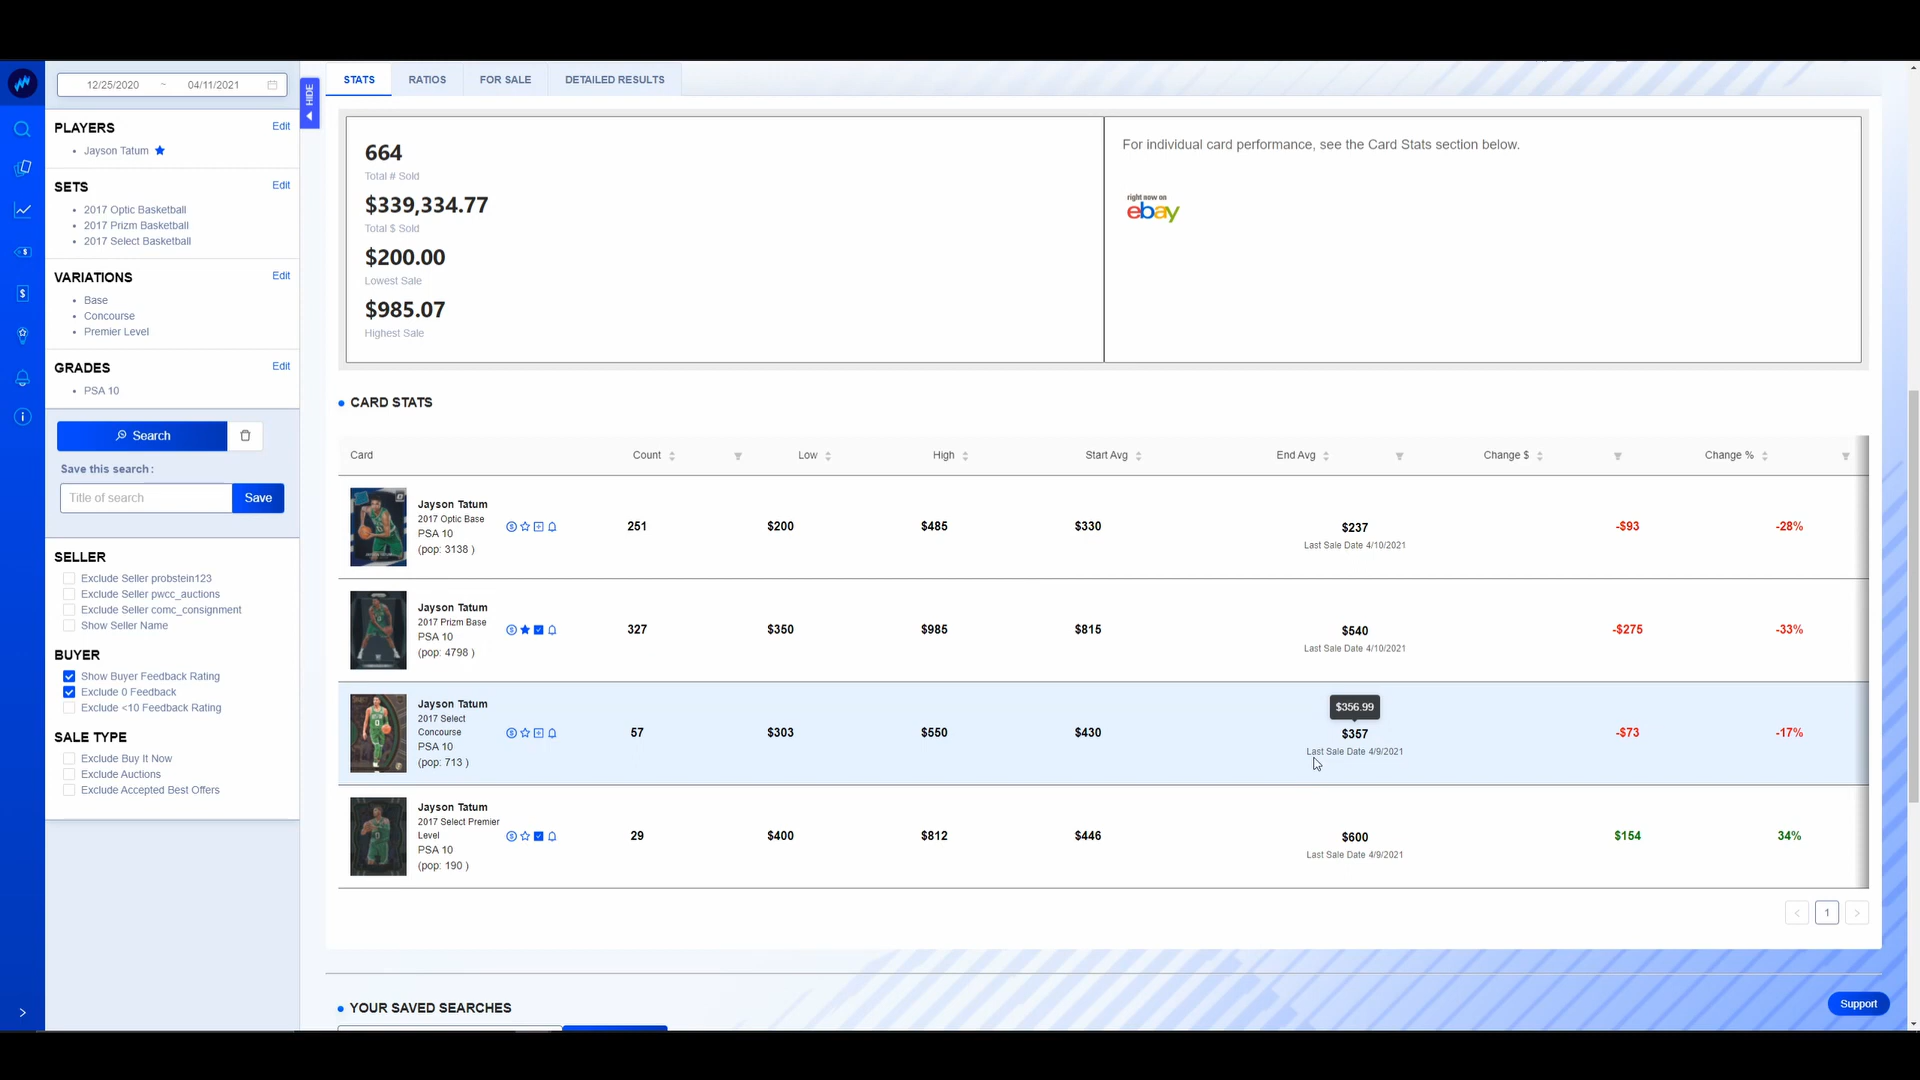 12/25/2020 ~ 04/11/2021
HIDE
STATS RATIOS FOR SALE DETAILED RESULTS
PLAYERS Edit
Jayson Tatum
SETS Edit
2017 Optic Basketball
2017 Prizm Basketball
2017 Select Basketball
VARIATIONS Edit
Base
Concourse
Premier Level
GRADES Edit
PSA 10
Search
Save this search:
Title of search Save
SELLER
Exclude Seller probstein123
Exclude Seller pwcc_auctions
Exclude Seller comc_consignment
Show Seller Name
BUYER
Show Buyer Feedback Rating
Exclude 0 Feedback
Exclude <10 Feedback Rating
SALE TYPE
Exclude Buy It Now
Exclude Auctions
Exclude Accepted Best Offers
664
Total # Sold
$339,334.77
Total $ Sold
$200.00
Lowest Sale
$985.07
Highest Sale
For individual card performance, see the Card Stats section below.
right now on
ebay
CARD STATS
Card Count Low High Start Avg End Avg Change $ Change %
Jayson Tatum
2017 Optic Base
PSA 10
(pop: 3138 )
251 $200 $485 $330 $237 -$93 -28%
Last Sale Date 4/10/2021
Jayson Tatum
2017 Prizm Base
PSA 10
(pop: 4798 )
327 $350 $985 $815 $540 -$275 -33%
Last Sale Date 4/10/2021
Jayson Tatum
2017 Select
Concourse
PSA 10
(pop: 713 )
$356.99
57 $303 $550 $430 $357 -$73 -17%
Last Sale Date 4/9/2021
Jayson Tatum
2017 Select Premier
Level
PSA 10
(pop: 190 )
29 $400 $812 $446 $600 $154 34%
Last Sale Date 4/9/2021
< 1 >
YOUR SAVED SEARCHES
Support